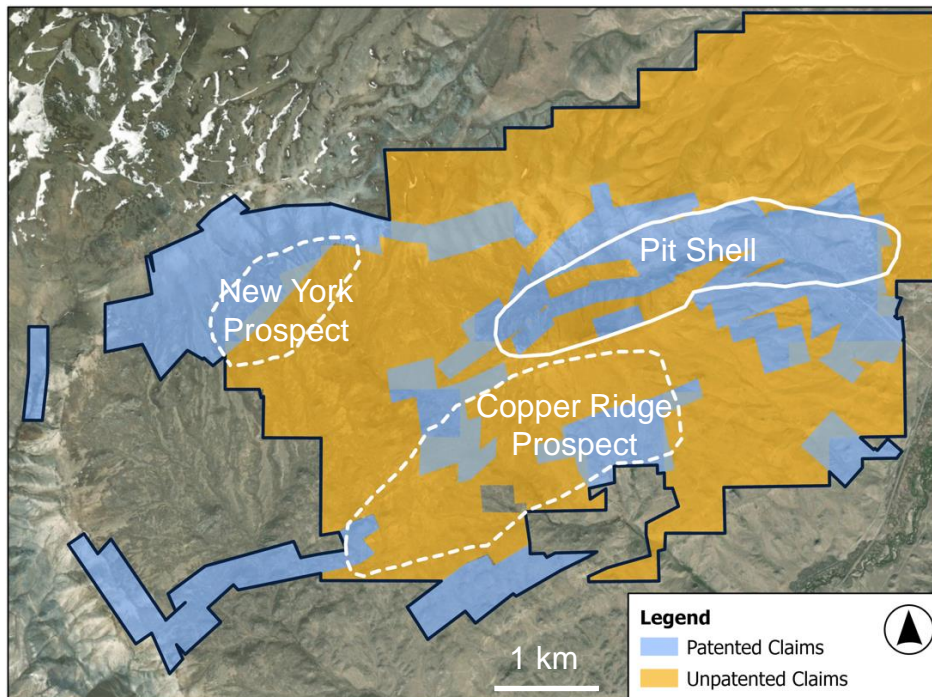 Pit Shell
New York
Prospect
Copper Ridge
Prospect
1 km
Legend
Patented Claims
Unpatented Claims